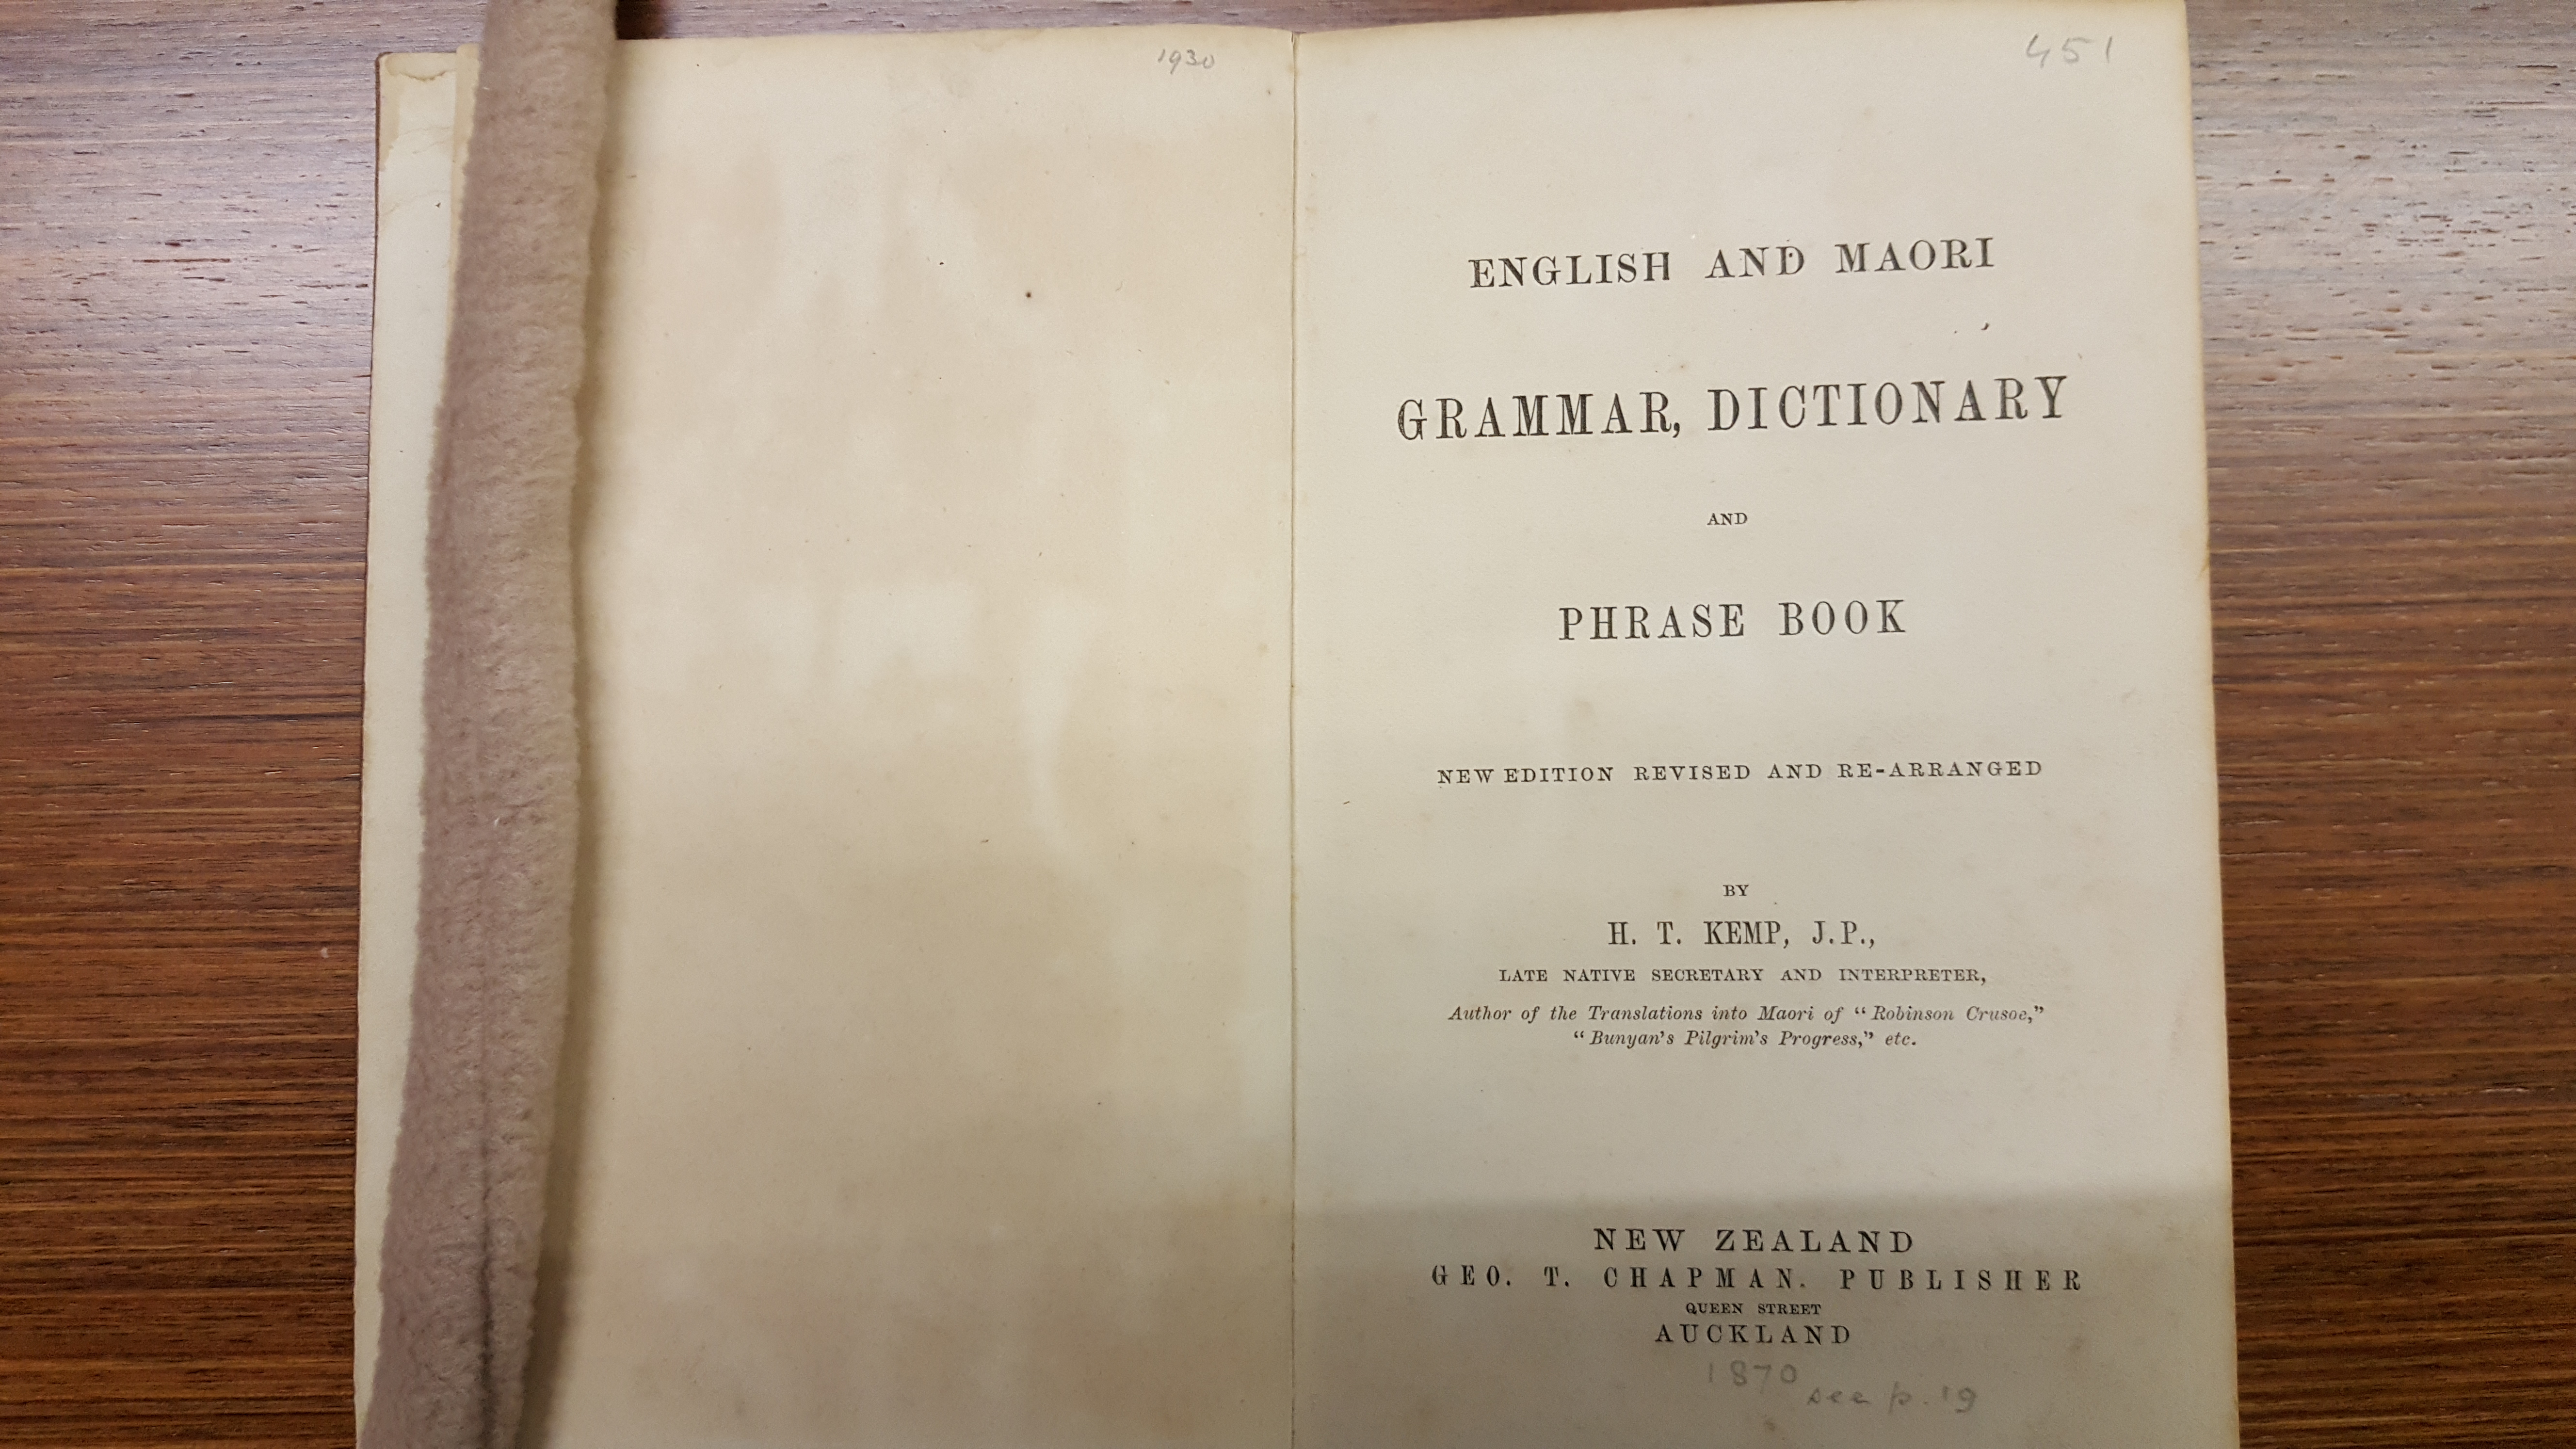 1930
451
ENGLISH AND MAORI
GRAMMAR, DICTIONARY
AND
PHRASE BOOK
NEW EDITION REVISED AND RE-ARRANGED
BY
H. T. KEMP, J.P.,
LATE NATIVE SECRETARY AND INTERPRETER,
Author of the Translations into Maori of “Robinson Crusoe,”
“Bunyan's Pilgrim's Progress,” etc.
NEW ZEALAND
GEO. T. CHAPMAN. PUBLISHER
QUEEN STREET
AUCKLAND
1870
see p. 19